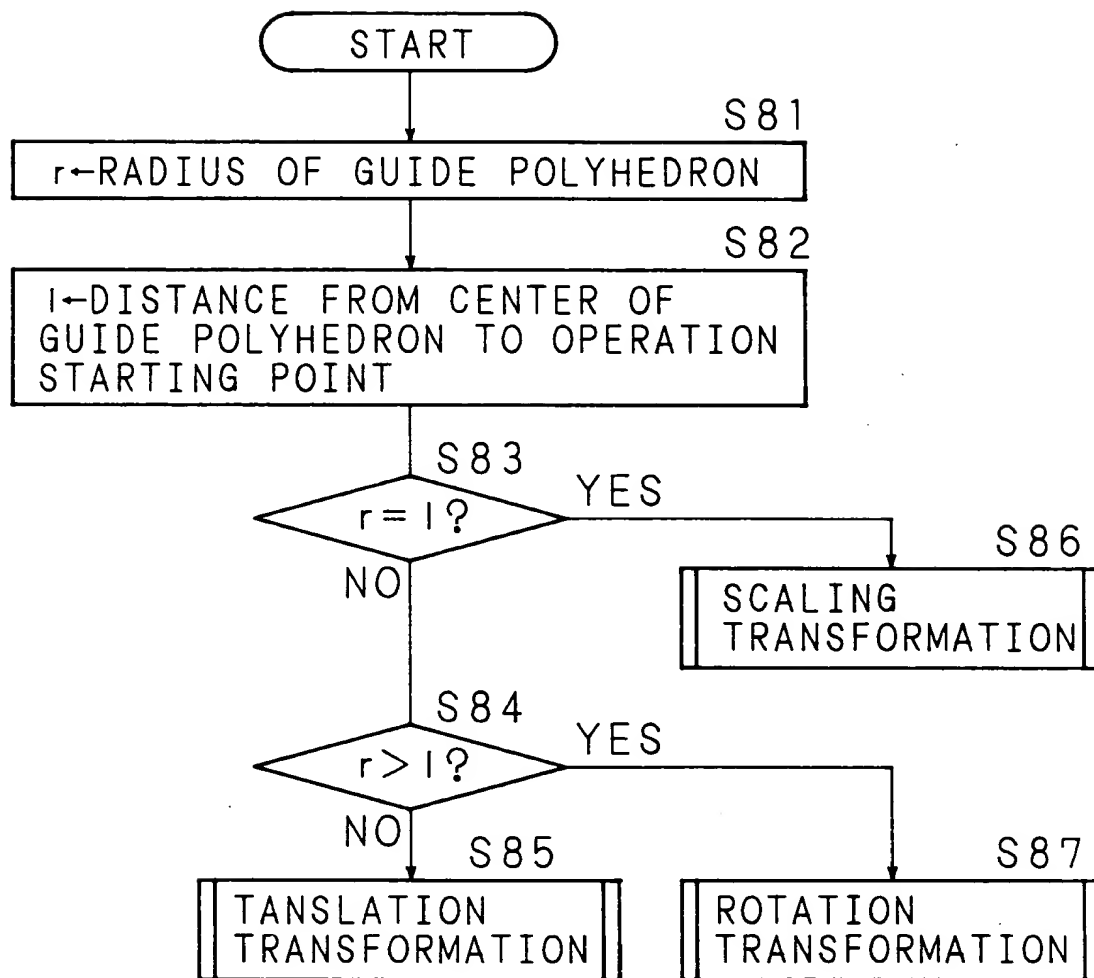 START
S81
r←RADIUS OF GUIDE POLYHEDRON
S82
l←DISTANCE FROM CENTER OF
GUIDE POLYHEDRON TO OPERATION
STARTING POINT
S83
r=l?
YES
NO
S86
SCALING
TRANSFORMATION
S84
r>l?
YES
NO
S85
TANSLATION
TRANSFORMATION
S87
ROTATION
TRANSFORMATION